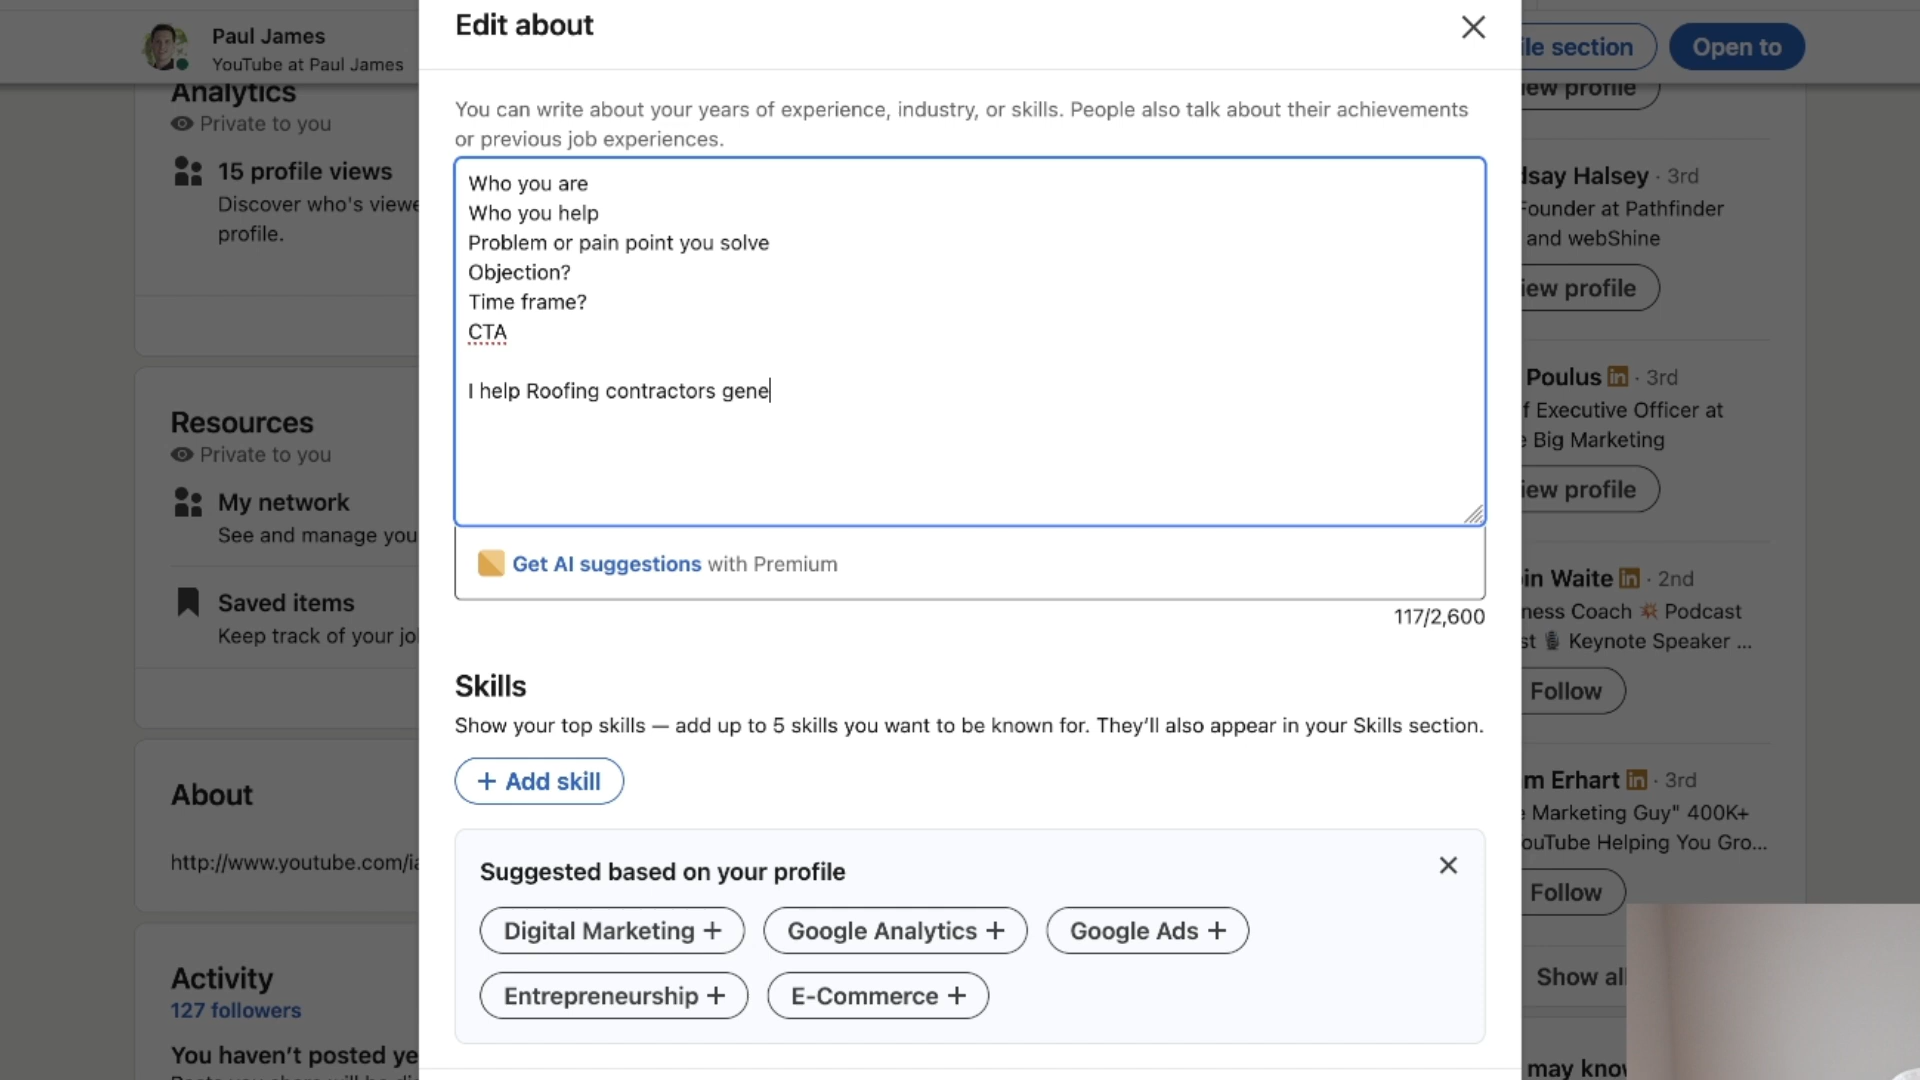 Edit about
Paul James
YouTube at Paul James
Analytics
Private to you
15 profile views
Discover who's viewe
profile.
Resources
Private to you
My network
See and manage you
Saved items
Keep track of your jo
About
http://www.youtube.com/ia
Activity
127 followers
You haven't posted ye
You can write about your years of experience, industry, or skills. People also talk about their achievements
or previous job experiences.
Who you are
Who you help
Problem or pain point you solve
Objection?
Time frame?
CTA
I help Roofing contractors gene
Get AI suggestions with Premium
117/2,600
Skills
Show your top skills — add up to 5 skills you want to be known for. They'll also appear in your Skills section.
+ Add skill
Suggested based on your profile
Digital Marketing +
Google Analytics +
Google Ads +
Entrepreneurship +
E-Commerce +
ile section
Open to
iew profile
dsay Halsey · 3rd
Founder at Pathfinder
and webShine
iew profile
Poulus in · 3rd
f Executive Officer at
e Big Marketing
iew profile
in Waite in · 2nd
ness Coach 💥 Podcast
st 🎙 Keynote Speaker ...
Follow
m Erhart in · 3rd
e Marketing Guy" 400K+
ouTube Helping You Gro...
Follow
Show all
may know